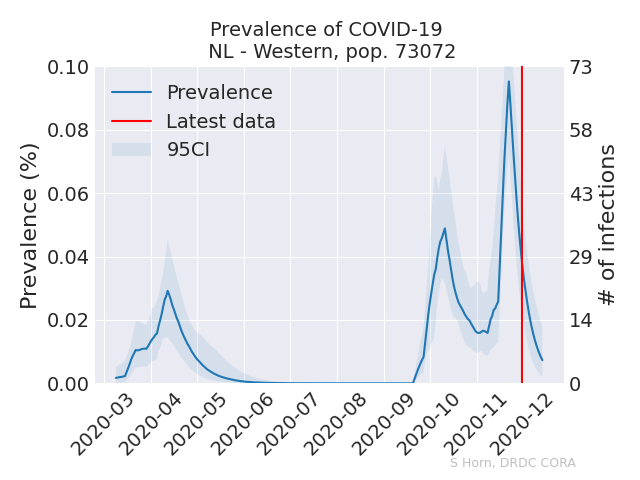 Prevalence of COVID-19
NL - Western, pop. 73072
Prevalence (%)
0.10
0.08
0.06
0.04
0.02
0.00
Prevalence
Latest data
95CI
73
58
43
29
14
0
# of infections
2020-03
2020-04
2020-05
2020-06
2020-07
2020-08
2020-09
2020-10
2020-11
2020-12
S Horn, DRDC CORA